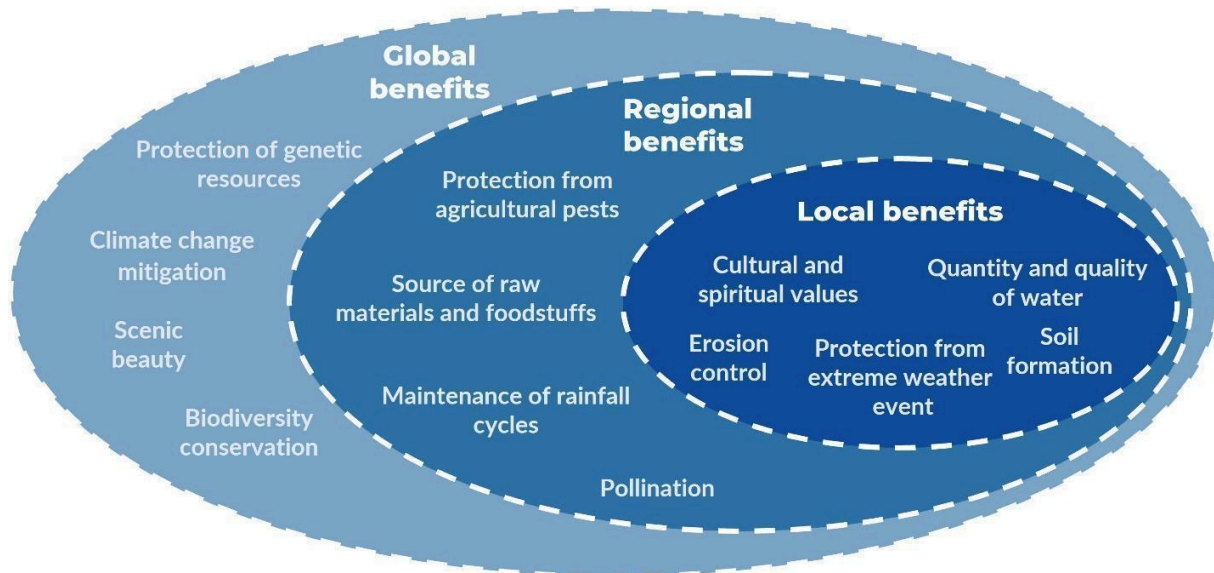 Global
benefits
Protection of genetic
resources
Climate change
mitigation
Scenic
beauty
Biodiversity
conservation
Regional
benefits
Protection from
agricultural pests
Source of raw
materials and foodstuffs
Maintenance of rainfall
cycles
Pollination
Local benefits
Cultural and
spiritual values
Quantity and quality
of water
Erosion
control
Protection from
extreme weather
event
Soil
formation